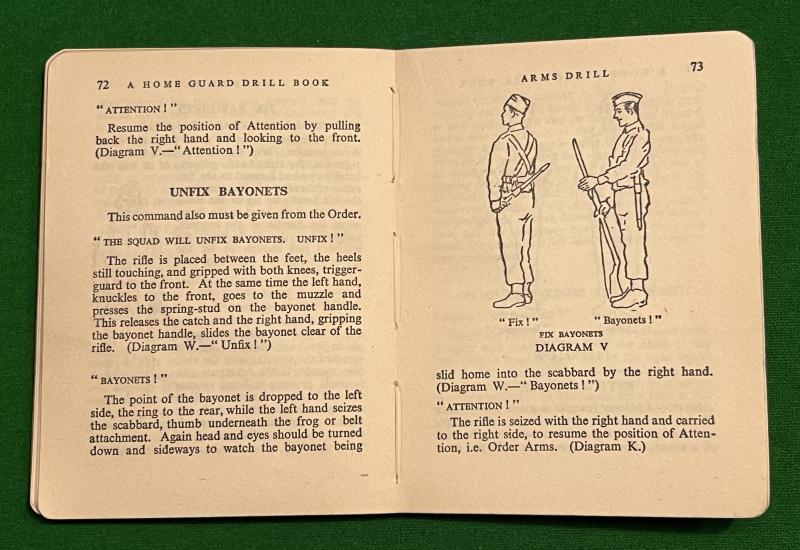 72 A HOME GUARD DRILL BOOK
"ATTENTION!"
Resume the position of Attention by pulling
back the right hand and looking to the front.
(Diagram V.—"Attention!")
UNFIX BAYONETS
This command also must be given from the Order.
"THE SQUAD WILL UNFIX BAYONETS. UNFIX!"
The rifle is placed between the feet, the heels
still touching, and gripped with both knees, trigger-
guard to the front. At the same time the left hand,
knuckles to the front, goes to the muzzle and
presses the spring-stud on the bayonet handle.
This releases the catch and the right hand, gripping
the bayonet handle, slides the bayonet clear of the
rifle. (Diagram W.—"Unfix!")
"BAYONETS!"
The point of the bayonet is dropped to the left
side, the ring to the rear, while the left hand seizes
the scabbard, thumb underneath the frog or belt
attachment. Again head and eyes should be turned
down and sideways to watch the bayonet being
ARMS DRILL 73
"Fix!" "Bayonets!"
FIX BAYONETS
DIAGRAM V
slid home into the scabbard by the right hand.
(Diagram W.—"Bayonets!")
"ATTENTION!"
The rifle is seized with the right hand and carried
to the right side, to resume the position of Atten-
tion, i.e. Order Arms. (Diagram K.)